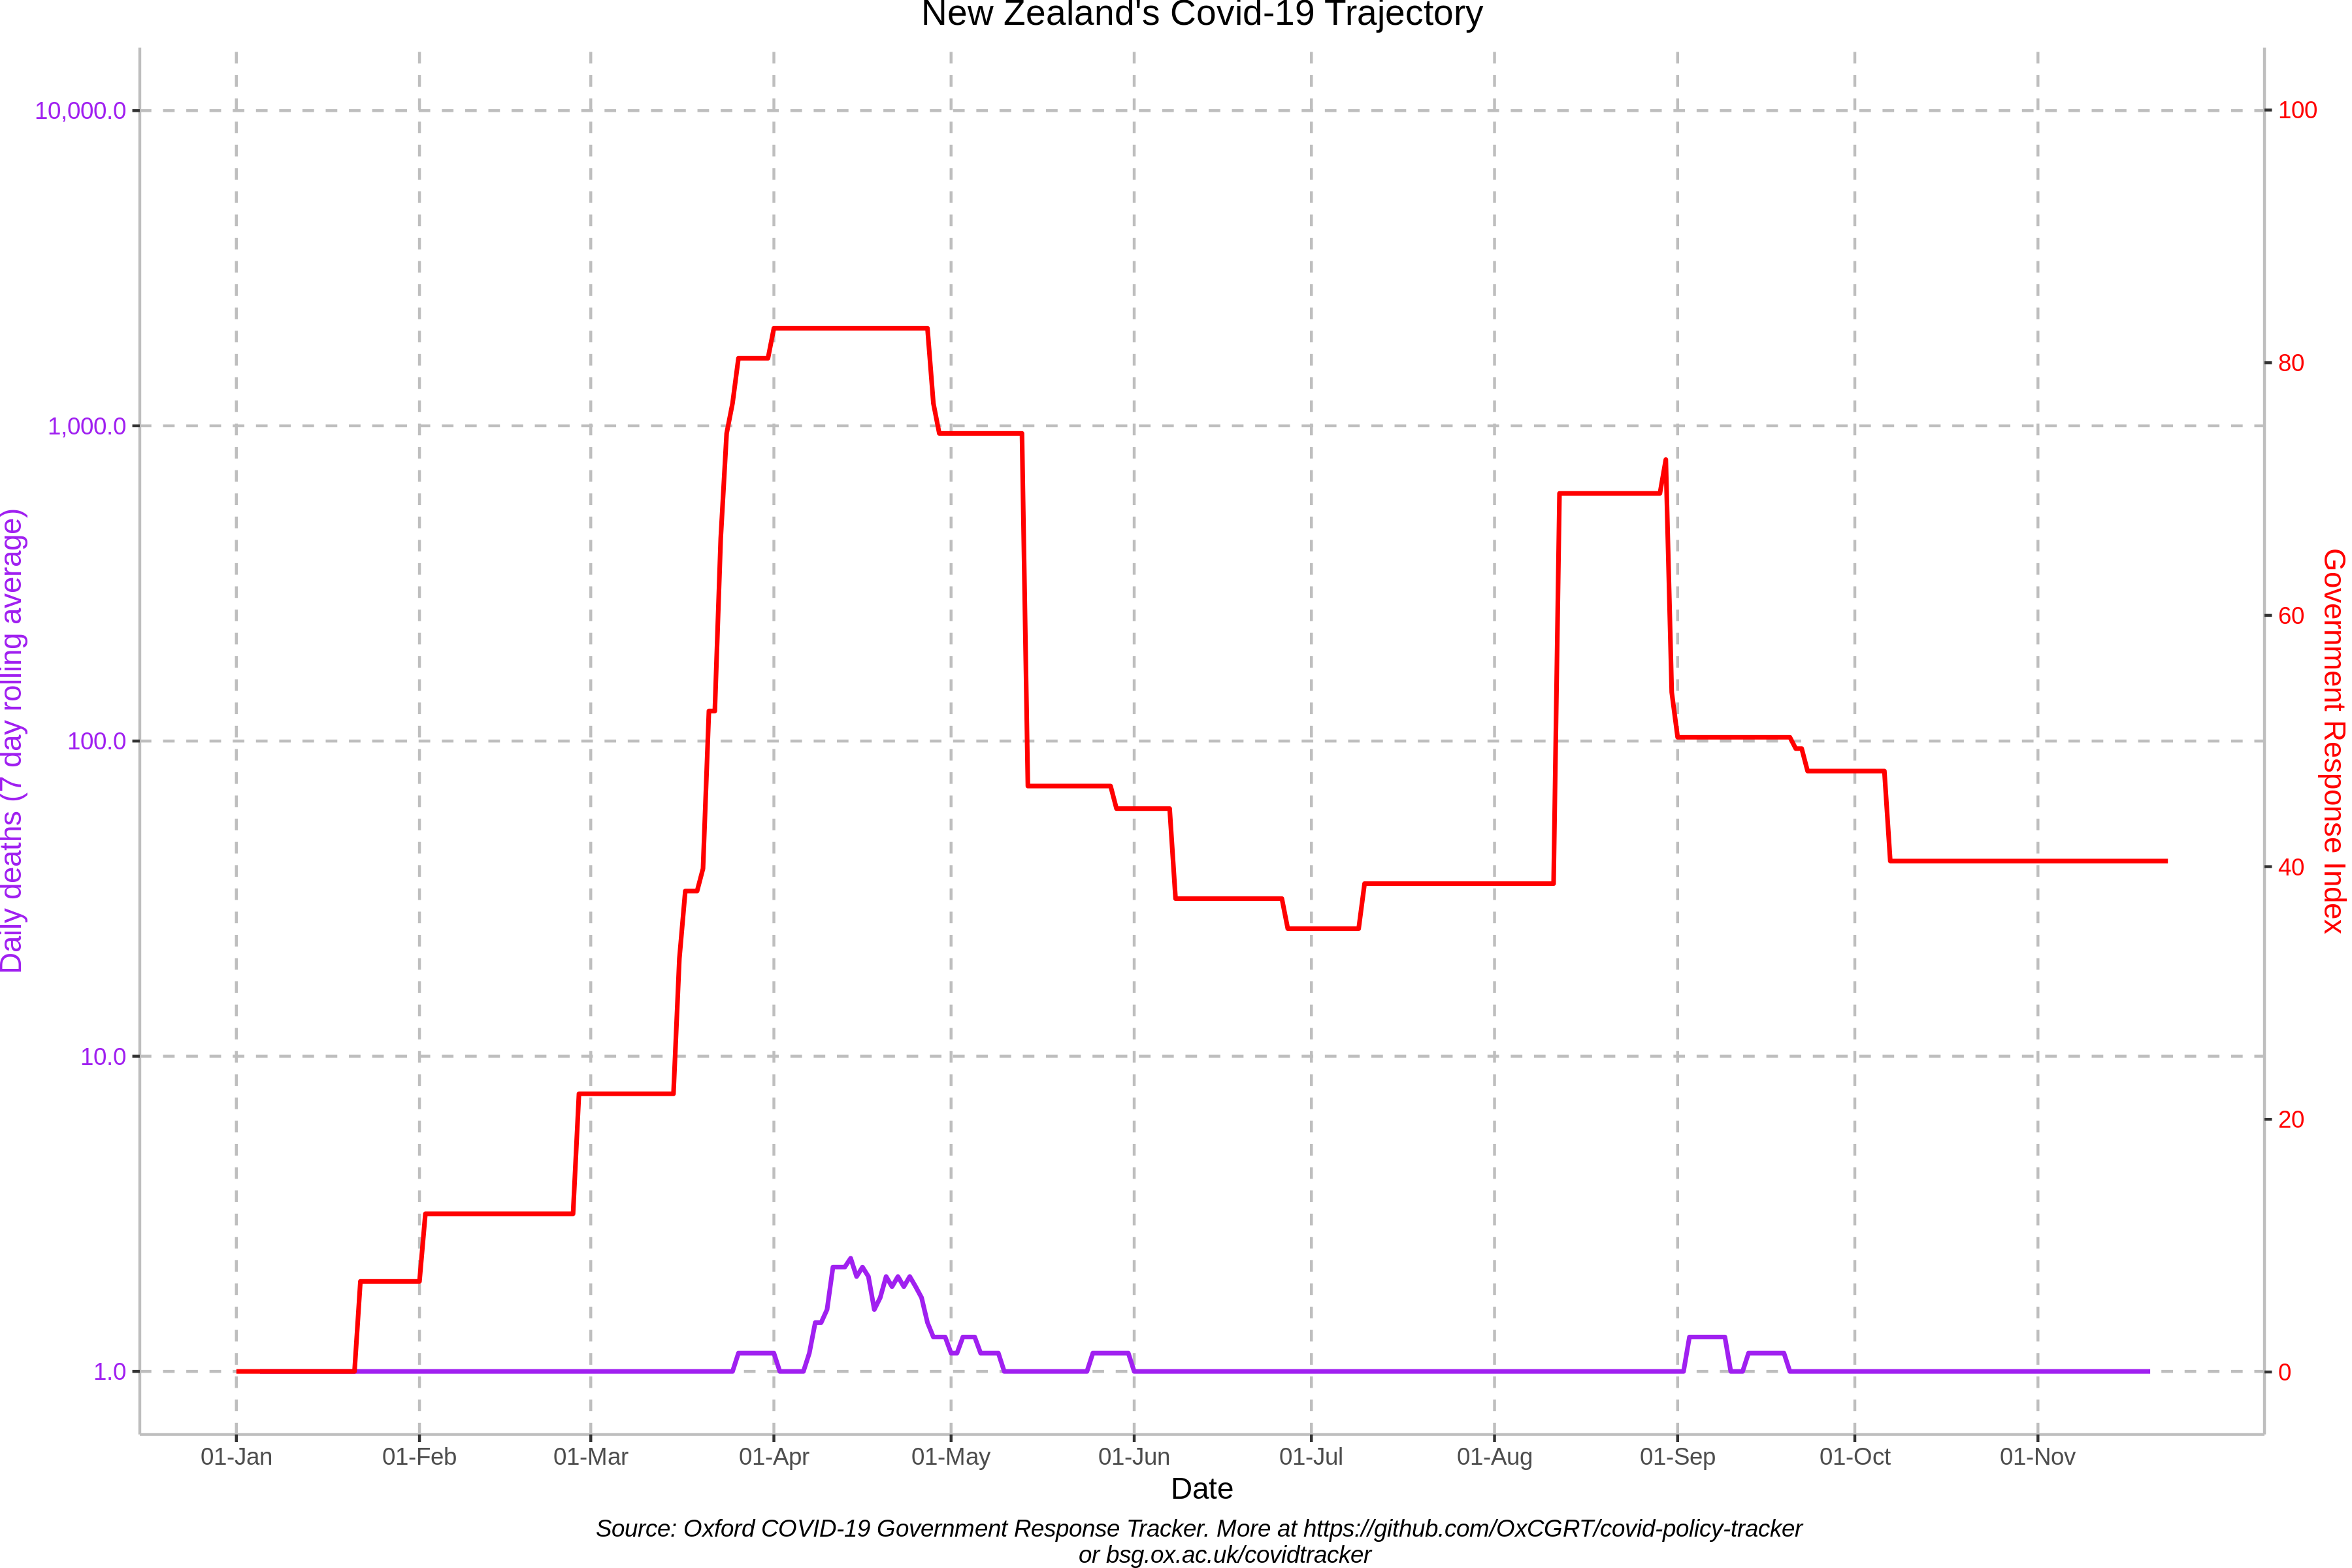 New Zealand's Covid-19 Trajectory
10,000.0
1,000.0
100.0
10.0
1.0
Daily deaths (7 day rolling average)
100
80
60
40
20
0
Government Response Index
01-Jan 01-Feb 01-Mar 01-Apr 01-May 01-Jun 01-Jul 01-Aug 01-Sep 01-Oct 01-Nov
Date
Source: Oxford COVID-19 Government Response Tracker. More at https://github.com/OxCGRT/covid-policy-tracker
or bsg.ox.ac.uk/covidtracker